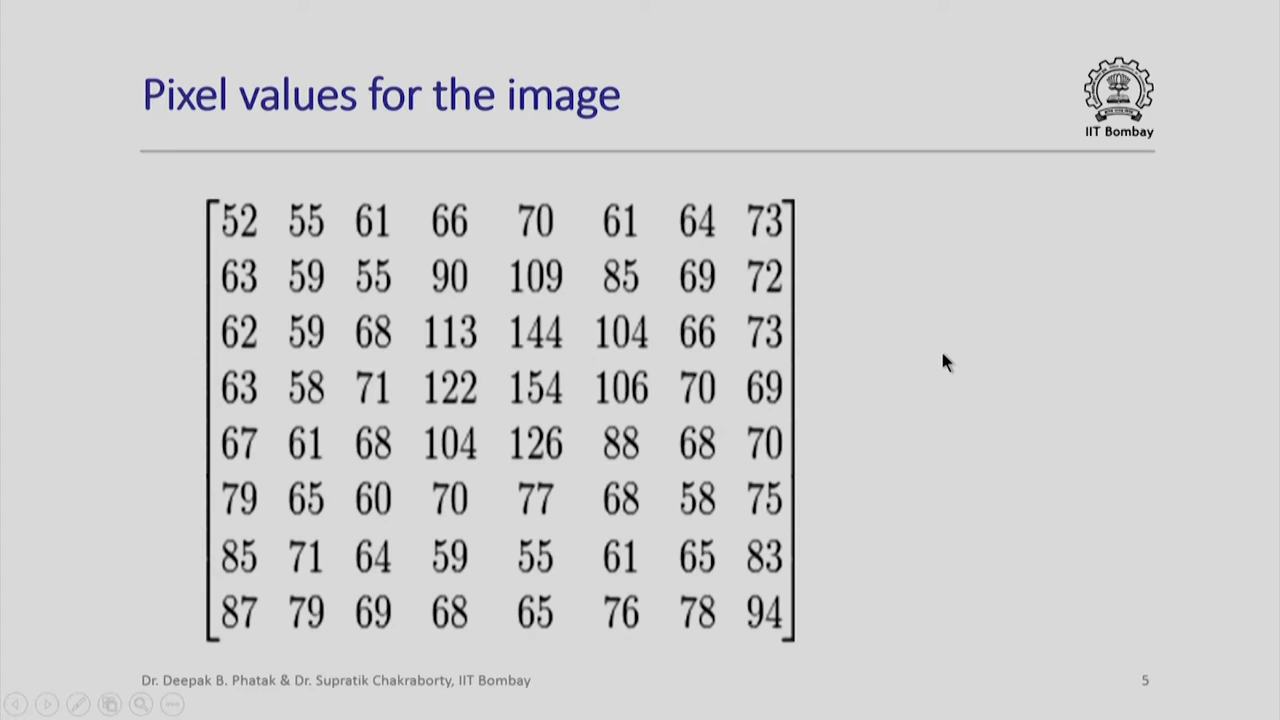 Pixel values for the image
IIT Bombay
52 55 61 66 70 61 64 73
63 59 55 90 109 85 69 72
62 59 68 113 144 104 66 73
63 58 71 122 154 106 70 69
67 61 68 104 126 88 68 70
79 65 60 70 77 68 58 75
85 71 64 59 55 61 65 83
87 79 69 68 65 76 78 94
Dr. Deepak B. Phatak & Dr. Supratik Chakraborty, IIT Bombay
5